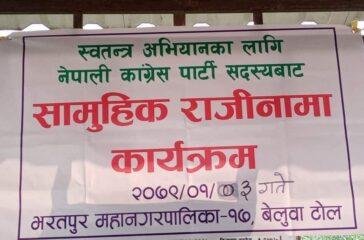 स्वतन्त्र अभियानका लागि
नेपाली कांग्रेस पार्टी सदस्यबाट
सामुहिक राजीनामा
कार्यक्रम
२०७९/०१/०३ गते
भरतपुर महानगरपालिका-१७, बेलुवा टोल